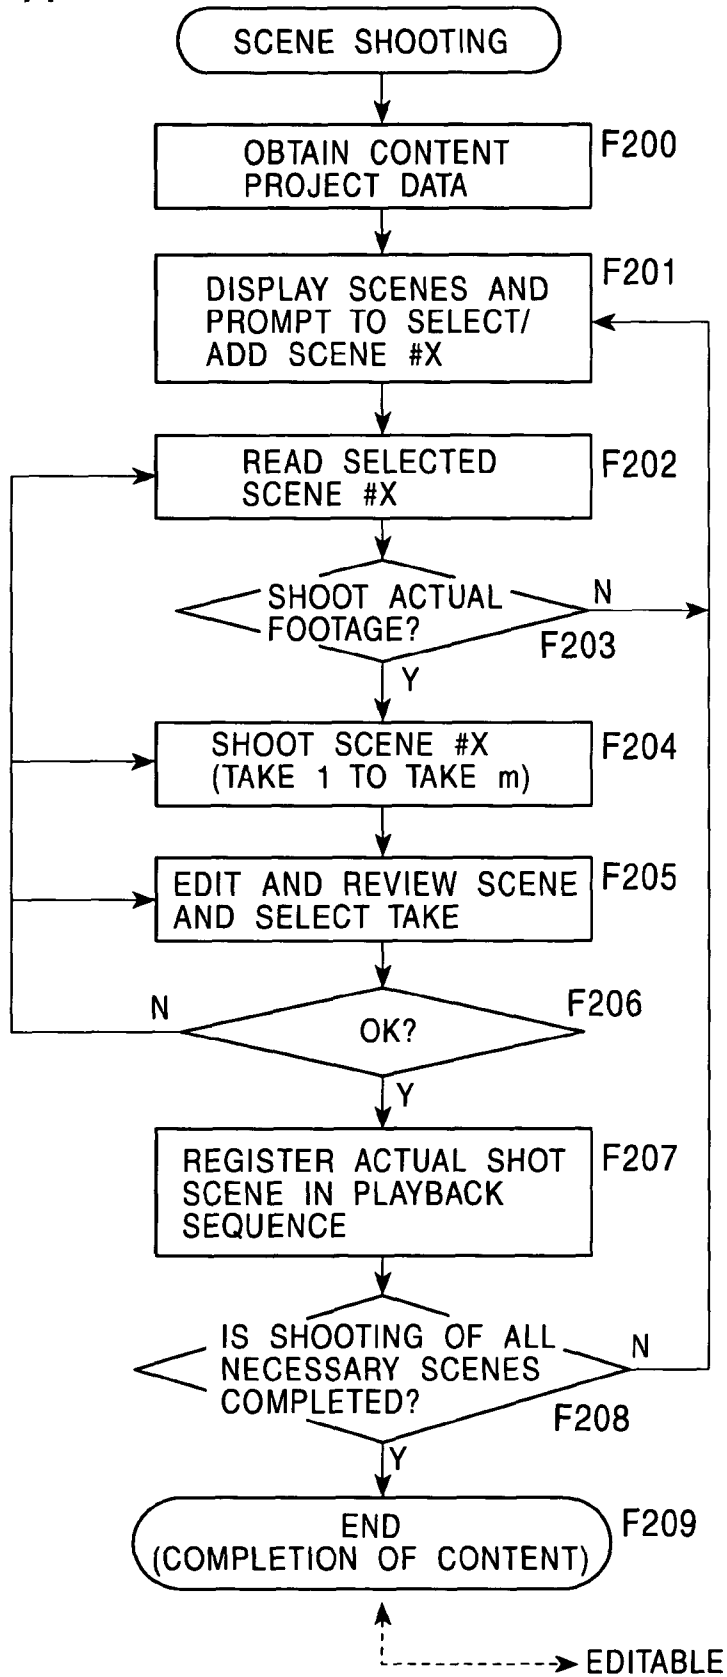 SCENE SHOOTING
OBTAIN CONTENT
PROJECT DATA
F200
DISPLAY SCENES AND
PROMPT TO SELECT/
ADD SCENE #X
F201
READ SELECTED
SCENE #X
F202
SHOOT ACTUAL
FOOTAGE?
N
F203
Y
SHOOT SCENE #X
(TAKE 1 TO TAKE m)
F204
EDIT AND REVIEW SCENE
AND SELECT TAKE
F205
N
OK?
F206
Y
REGISTER ACTUAL SHOT
SCENE IN PLAYBACK
SEQUENCE
F207
IS SHOOTING OF ALL
NECESSARY SCENES
COMPLETED?
N
F208
Y
END
(COMPLETION OF CONTENT)
F209
EDITABLE